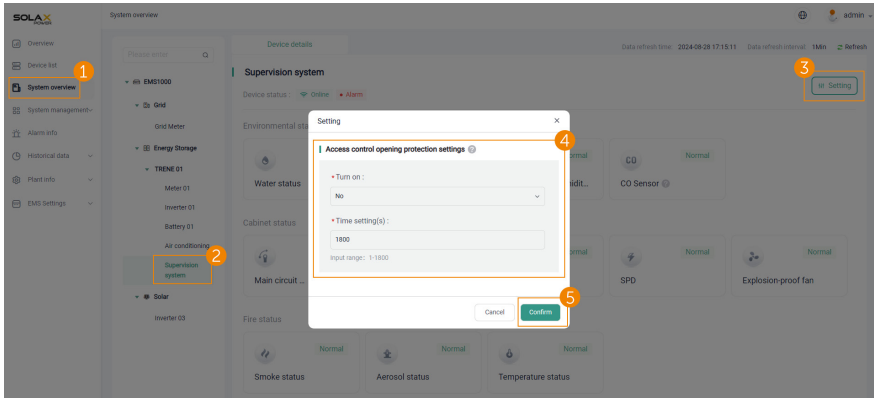 SOLAX
POWER
System overview
admin
Overview
Device list
System overview
System management
Alarm info
Historical data
Plant info
EMS Settings
1
Please enter
EMS1000
Grid
Grid Meter
Energy Storage
TRENE 01
Meter 01
Inverter 01
Battery 01
Air conditioning
Supervision
system
2
Solar
Inverter 03
Device details
Data refresh time: 2024-08-28 17:15:11 Data refresh interval: 1Min Refresh
Supervision system
3
Setting
Device status : Online Alarm
Environmental sta
Water status
ormal
idit...
Normal
CO Sensor
Cabinet status
Main circuit ...
ormal
Normal
SPD
Normal
Explosion-proof fan
Fire status
Normal
Smoke status
Normal
Aerosol status
Normal
Temperature status
Setting
4
Access control opening protection settings
* Turn on :
No
* Time setting(s) :
1800
Input range: 1-1800
5
Cancel
Confirm